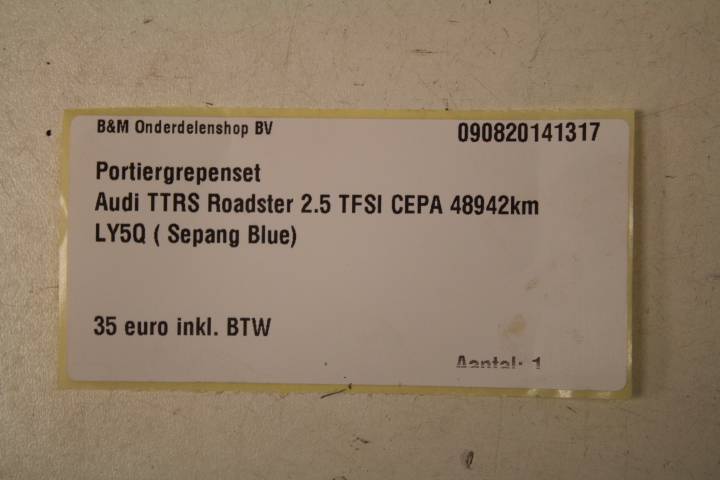 B&M Onderdelenshop BV 090820141317
Portiergrepenset
Audi TTRS Roadster 2.5 TFSI CEPA 48942km
LY5Q ( Sepang Blue)
35 euro inkl. BTW
Aantal: 1